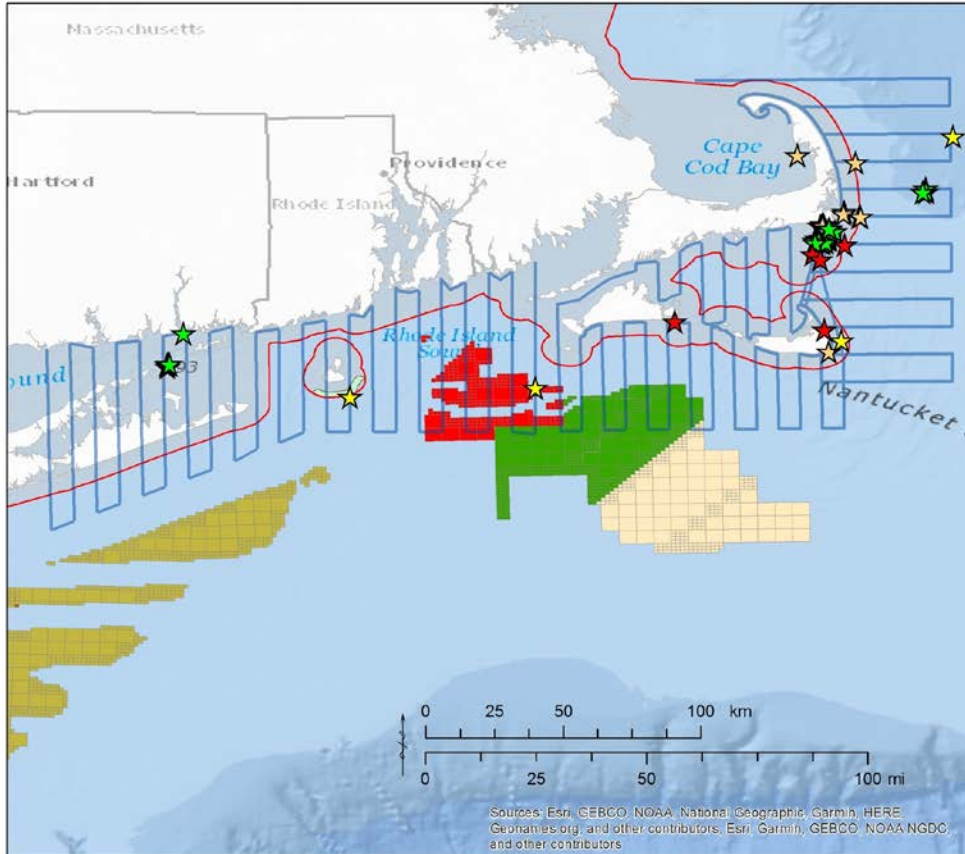 Massachusetts
Cape
Cod Bay
Providence
Hartford
Rhode Island
Rhode Island
Sound
ound
93
Nantucket
0 25 50 100 km
0 25 50 100 mi
Sources: Esri, GEBCO, NOAA, National Geographic, Garmin, HERE,
Geonames.org, and other contributors, Esri, Garmin, GEBCO, NOAA NGDC,
and other contributors